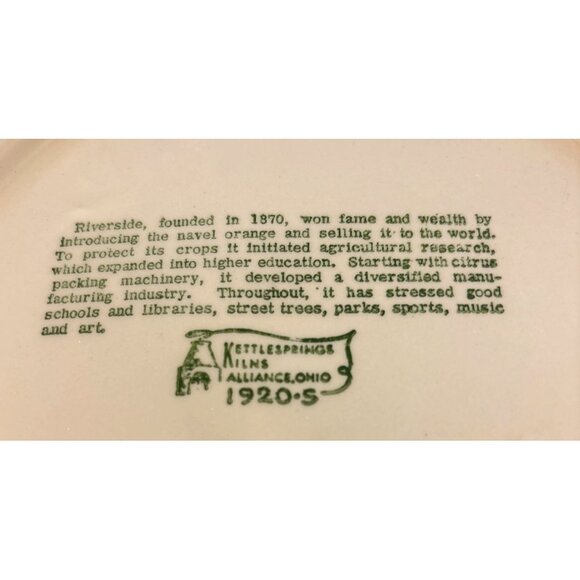 Riverside, founded in 1870, won fame and wealth by
introducing the navel orange and selling it to the world.
To protect its crops it initiated agricultural research,
which expanded into higher education. Starting with citrus
packing machinery, it developed a diversified manu-
facturing industry. Throughout, it has stressed good
schools and libraries, street trees, parks, sports, music
and art.
KETTLESPRINGS
KILNS
ALLIANCE, OHIO
1920-S